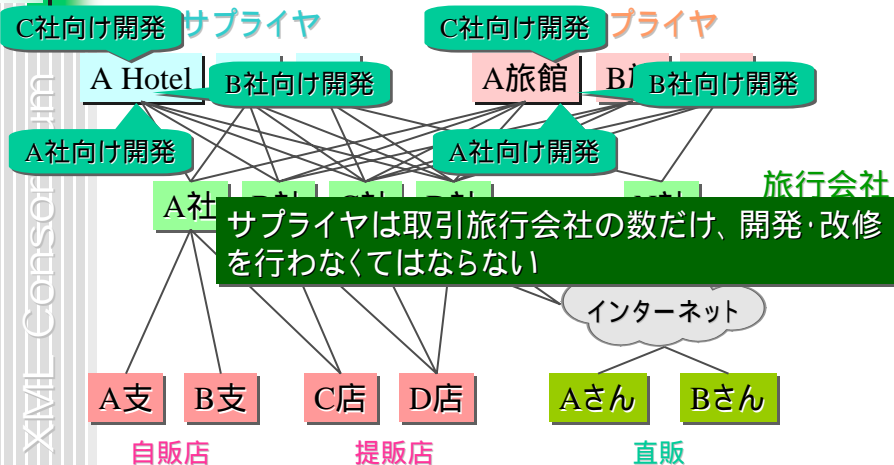 C社向け開発
サプライヤ
C社向け開発
プライヤ
A Hotel
B社向け開発
A旅館
B社向け開発
A社向け開発
A社向け開発
旅行会社
A社
サプライヤは取引旅行会社の数だけ、開発・改修
を行わなくてはならない
インターネット
A支
B支
C店
D店
Aさん
Bさん
自販店
提販店
直販